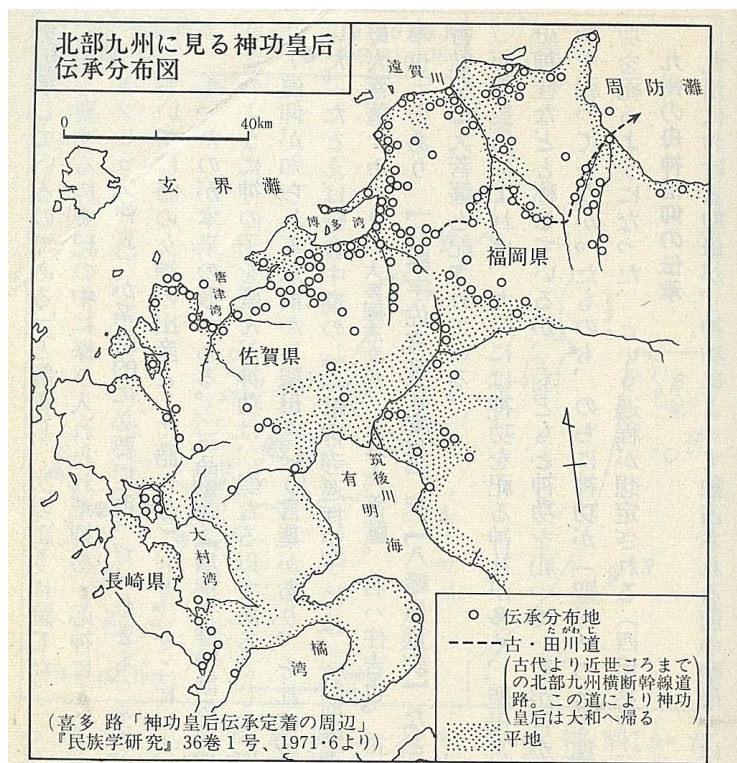 北部九州に見る神功皇后
伝承分布図
0
40km
遠賀川
周防灘
玄界灘
博多湾
福岡県
唐津湾
佐賀県
筑後川
有明海
大村湾
長崎県
橘湾
伝承分布地
たがわじ
古・田川道
(古代より近世ころまで
の北部九州横断幹線道
路。この道により神功
皇后は大和へ帰る)
平地
(喜多 路「神功皇后伝承定着の周辺」
『民族学研究』36巻1号、1971・6より)